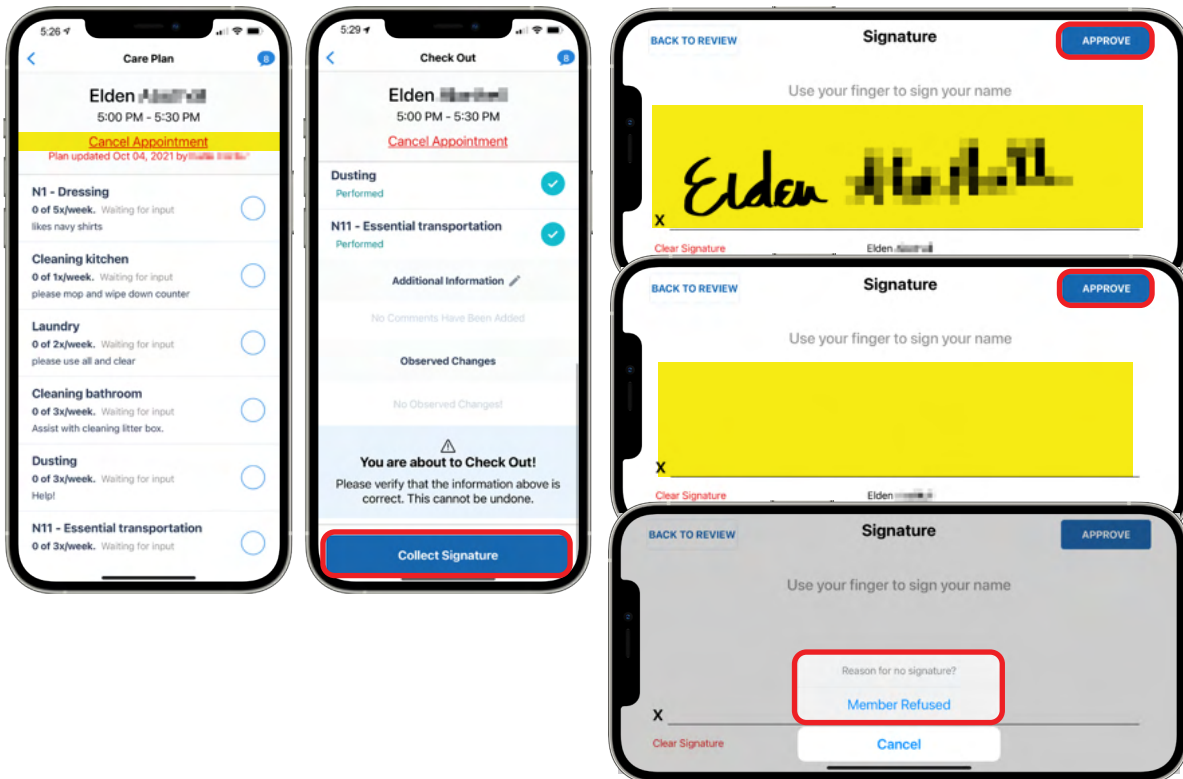 5:26
Care Plan
8
Elden
5:00 PM - 5:30 PM
Cancel Appointment
Plan updated Oct 04, 2021 by
N1 - Dressing
0 of 5x/week. Waiting for input
likes navy shirts
Cleaning kitchen
0 of 1x/week. Waiting for input
please mop and wipe down counter
Laundry
0 of 2x/week. Waiting for input
please use all and clear
Cleaning bathroom
0 of 3x/week. Waiting for input
Assist with cleaning litter box.
Dusting
0 of 3x/week. Waiting for input
Help!
N11 - Essential transportation
0 of 3x/week. Waiting for input
5:29
Check Out
8
Elden
5:00 PM - 5:30 PM
Cancel Appointment
Dusting
Performed
N11 - Essential transportation
Performed
Additional Information
No Comments Have Been Added
Observed Changes
No Observed Changes!
You are about to Check Out!
Please verify that the information above is
correct. This cannot be undone.
Collect Signature
BACK TO REVIEW Signature APPROVE
Use your finger to sign your name
Elden
X
Clear Signature Elden
BACK TO REVIEW Signature APPROVE
Use your finger to sign your name
X
Clear Signature Elden
BACK TO REVIEW Signature APPROVE
Use your finger to sign your name
Reason for no signature?
Member Refused
X
Clear Signature Cancel